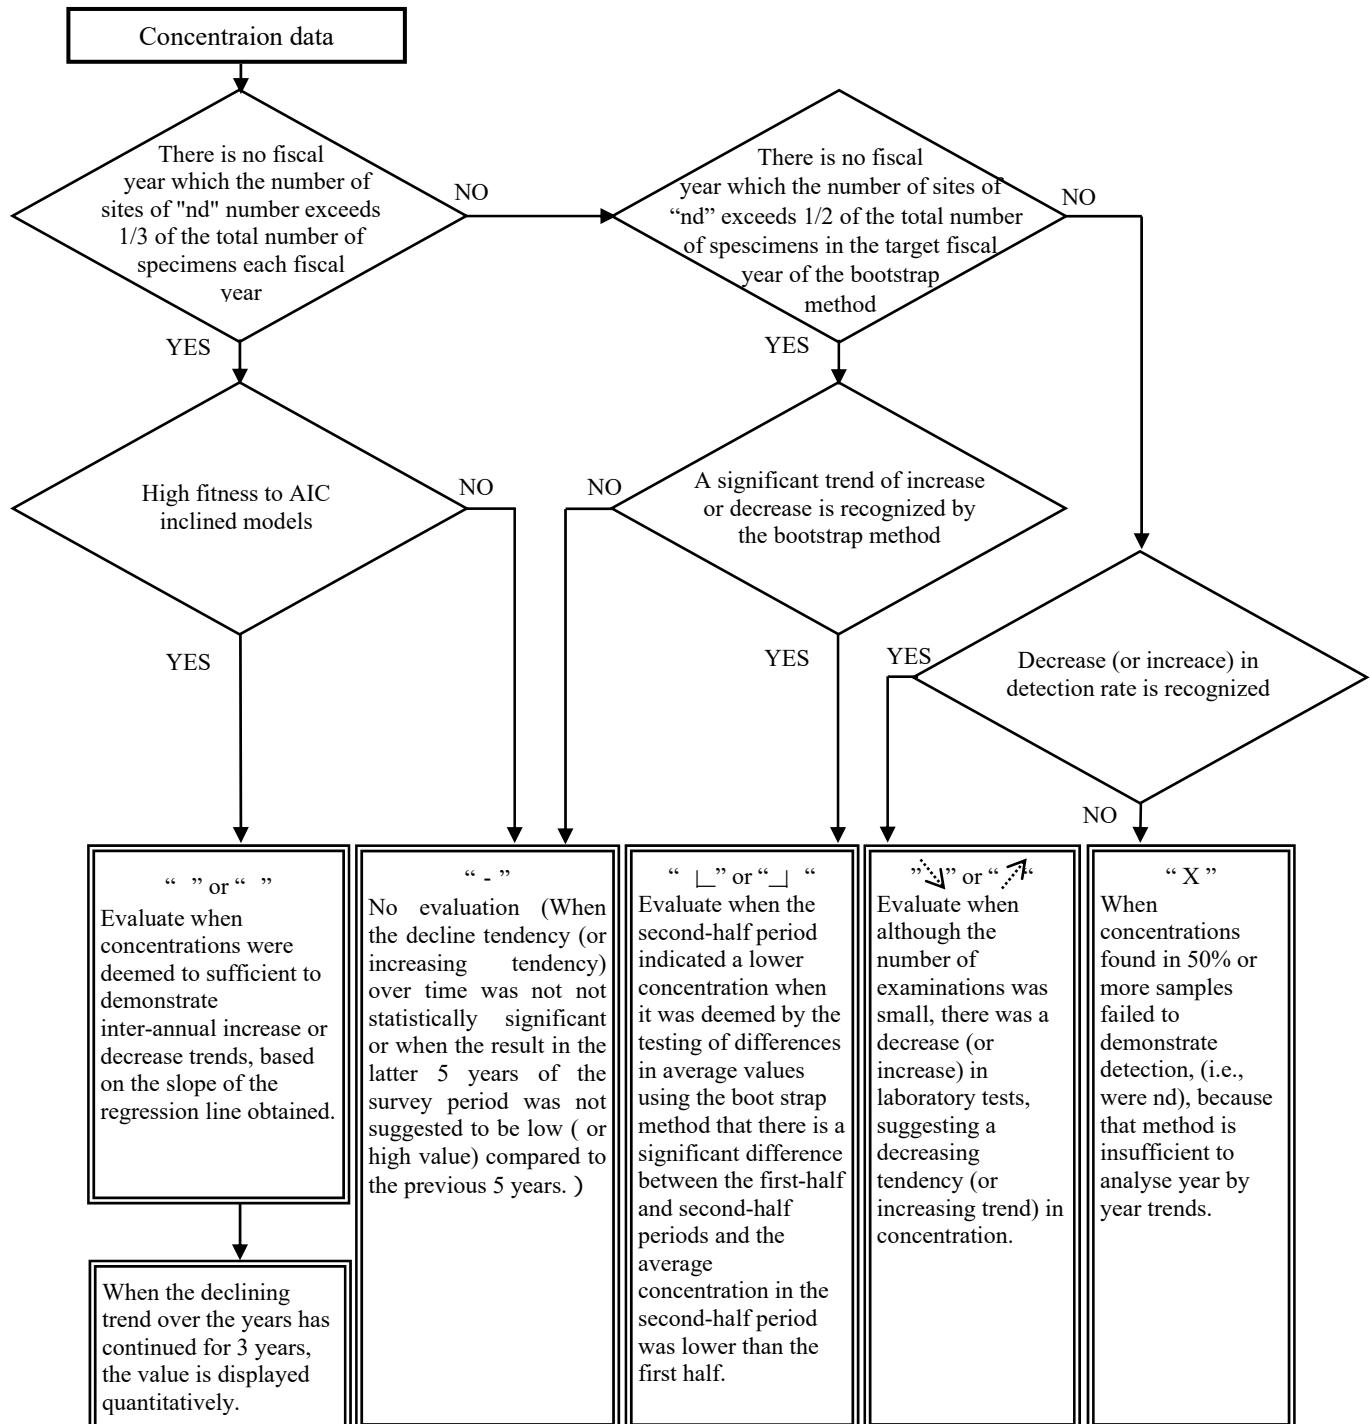 Concentraion data
There is no fiscal
year which the number of
sites of "nd" number exceeds
1/3 of the total number of
specimens each fiscal
year
NO
There is no fiscal
year which the number of sites of
“nd” exceeds 1/2 of the total number
of spescimens in the target fiscal
year of the bootstrap
method
NO
YES
YES
High fitness to AIC
inclined models
NO
NO
A significant trend of increase
or decrease is recognized by
the bootstrap method
YES
YES
YES
Decrease (or increace) in
detection rate is recognized
NO
“ ” or “ ”
Evaluate when
concentrations were
deemed to sufficient to
demonstrate
inter-annual increase or
decrease trends, based
on the slope of the
regression line obtained.
When the declining
trend over the years has
continued for 3 years,
the value is displayed
quantitatively.
“ - ”
No evaluation (When
the decline tendency (or
increasing tendency)
over time was not not
statistically significant
or when the result in the
latter 5 years of the
survey period was not
suggested to be low ( or
high value) compared to
the previous 5 years. )
“ ” or “ “
Evaluate when the
second-half period
indicated a lower
concentration when
it was deemed by the
testing of differences
in average values
using the boot strap
method that there is a
significant difference
between the first-half
and second-half
periods and the
average
concentration in the
second-half period
was lower than the
first half.
” ” or “ “
Evaluate when
although the
number of
examinations was
small, there was a
decrease (or
increase) in
laboratory tests,
suggesting a
decreasing
tendency (or
increasing trend) in
concentration.
“ X ”
When
concentrations
found in 50% or
more samples
failed to
demonstrate
detection, (i.e.,
were nd), because
that method is
insufficient to
analyse year by
year trends.